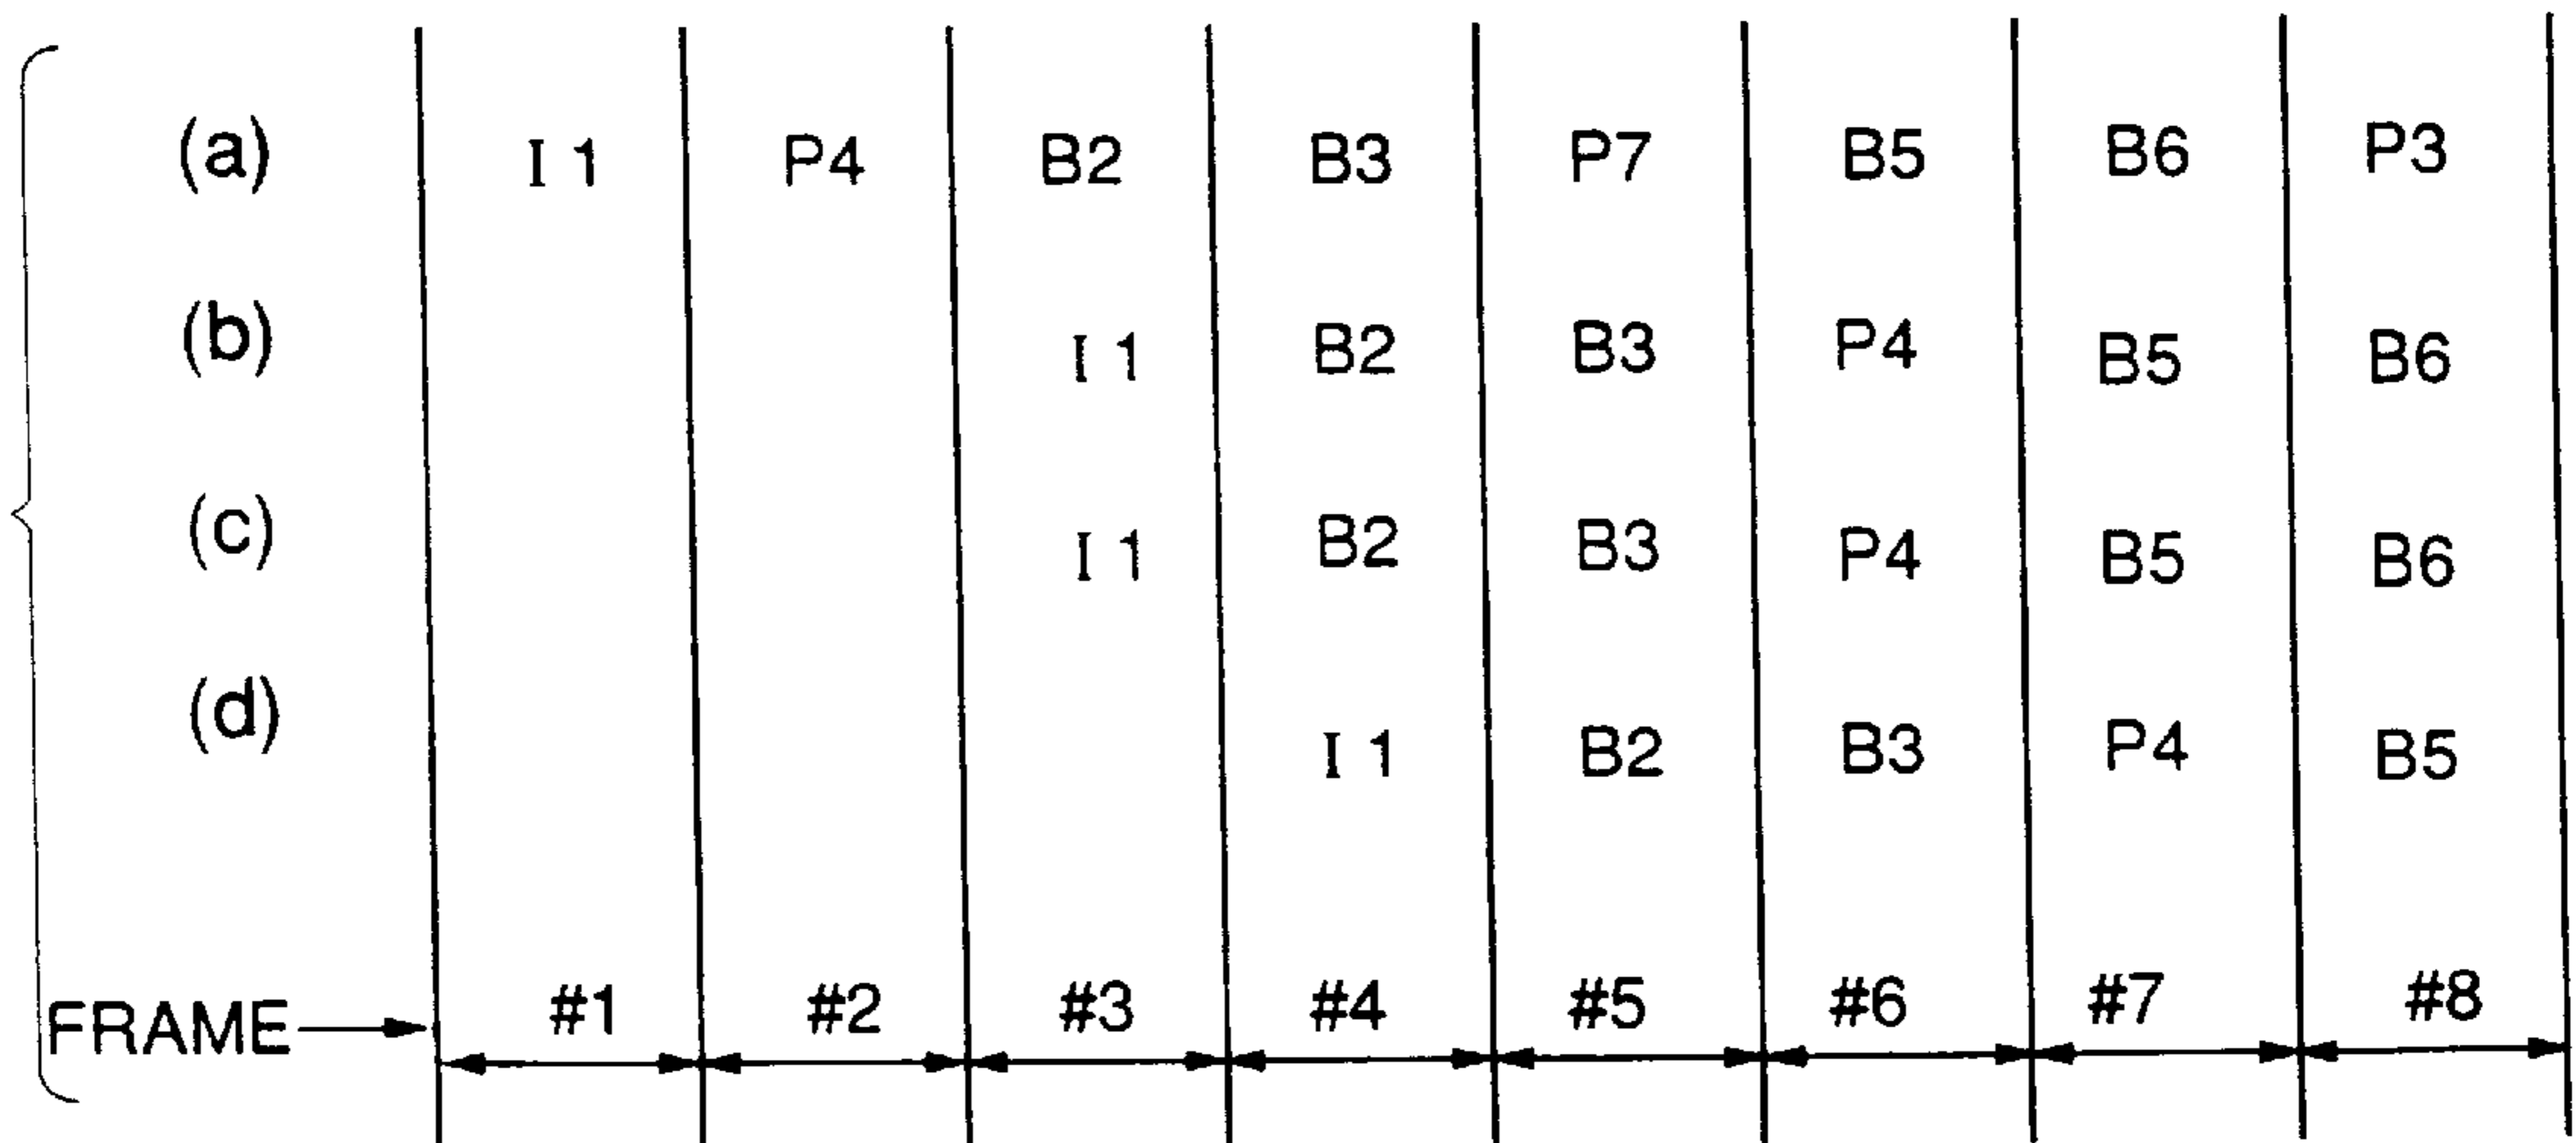 (a) I 1 P4 B2 B3 P7 B5 B6 P3
(b) I 1 B2 B3 P4 B5 B6
(c) I 1 B2 B3 P4 B5 B6
(d) I 1 B2 B3 P4 B5
FRAME #1 #2 #3 #4 #5 #6 #7 #8